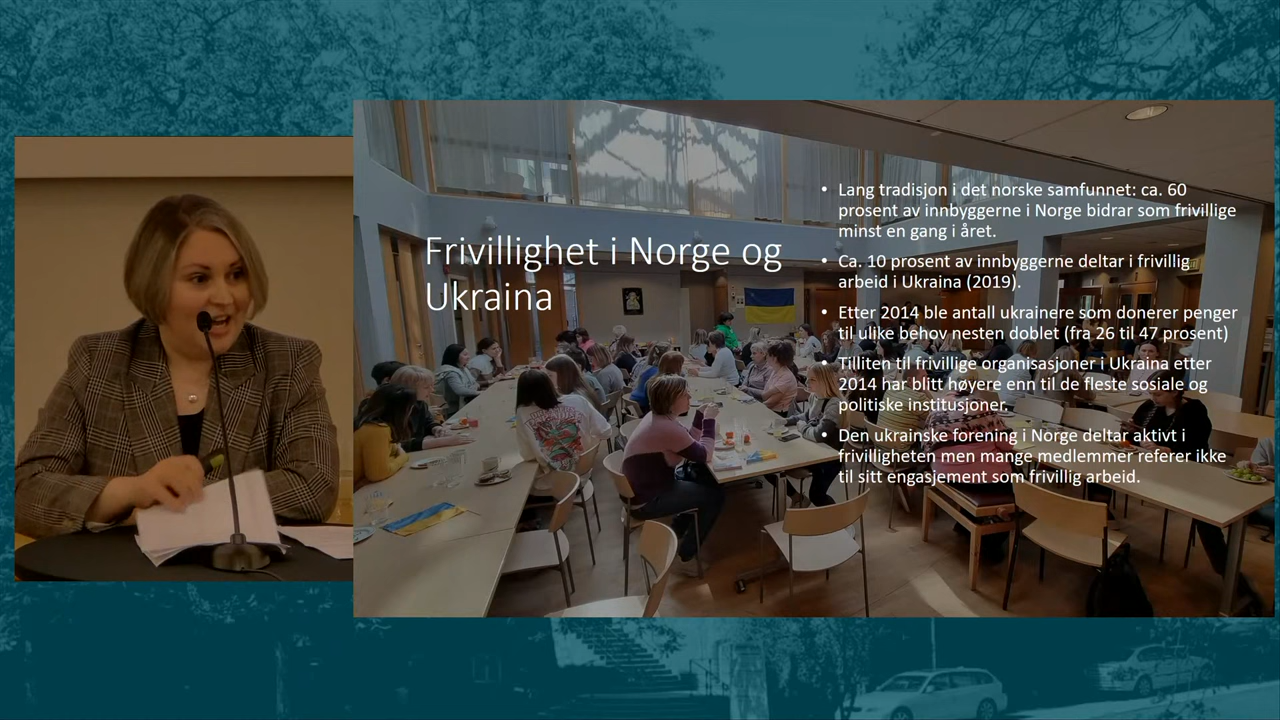 Frivillighet i Norge og
Ukraina
• Lang tradisjon i det norske samfunnet: ca. 60
prosent av innbyggerne i Norge bidrar som frivillige
minst en gang i året.
• Ca. 10 prosent av innbyggerne deltar i frivillig
arbeid i Ukraina (2019).
• Etter 2014 ble antall ukrainere som donerer penger
til ulike behov nesten doblet (fra 26 til 47 prosent)
• Tilliten til frivillige organisasjoner i Ukraina etter
2014 har blitt høyere enn til de fleste sosiale og
politiske institusjoner.
• Den ukrainske forening i Norge deltar aktivt i
frivilligheten men mange medlemmer referer ikke
til sitt engasjement som frivillig arbeid.